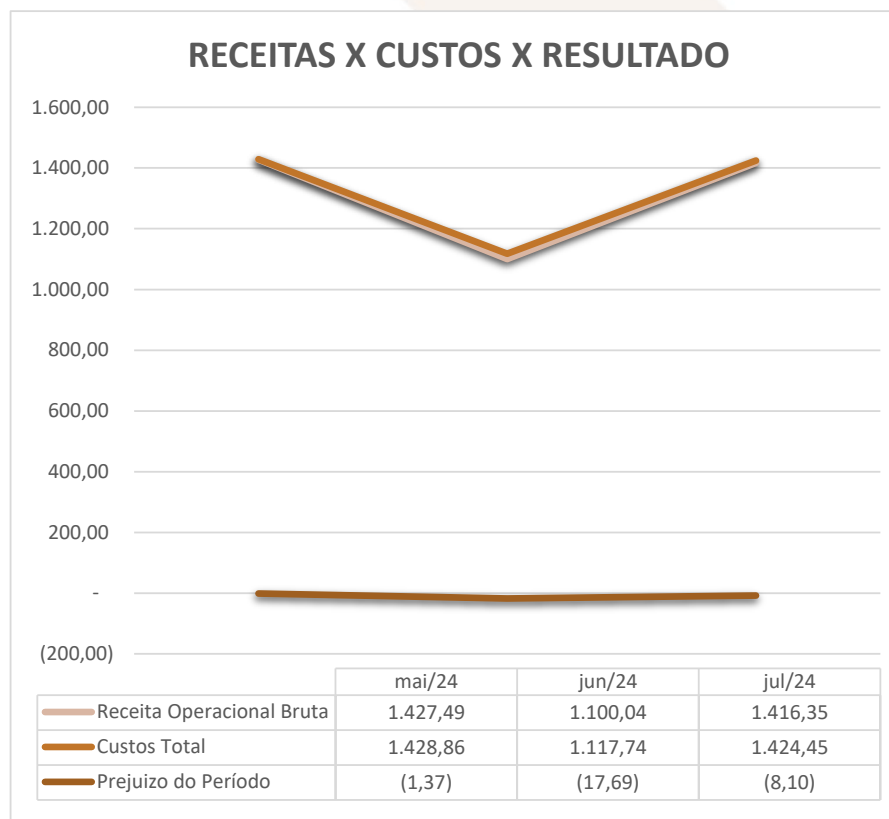 RECEITAS X CUSTOS X RESULTADO
1.600,00
1.400,00
1.200,00
1.000,00
800,00
600,00
400,00
200,00
-
(200,00)
mai/24 jun/24 jul/24
Receita Operacional Bruta 1.427,49 1.100,04 1.416,35
Custos Total 1.428,86 1.117,74 1.424,45
Prejuizo do Período (1,37) (17,69) (8,10)